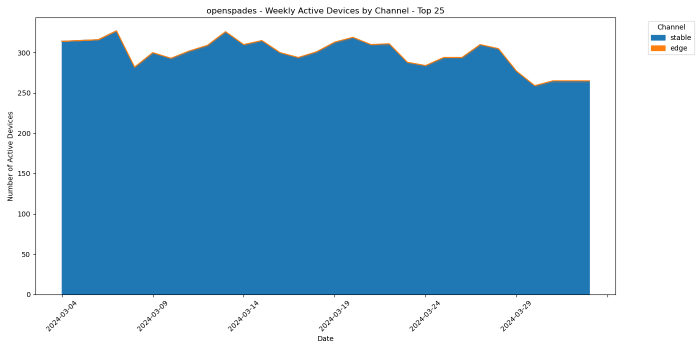 openspades - Weekly Active Devices by Channel - Top 25
Channel
stable
edge
Number of Active Devices
300
250
200
150
100
50
0
2024-03-04
2024-03-09
2024-03-14
2024-03-19
2024-03-24
2024-03-29
Date